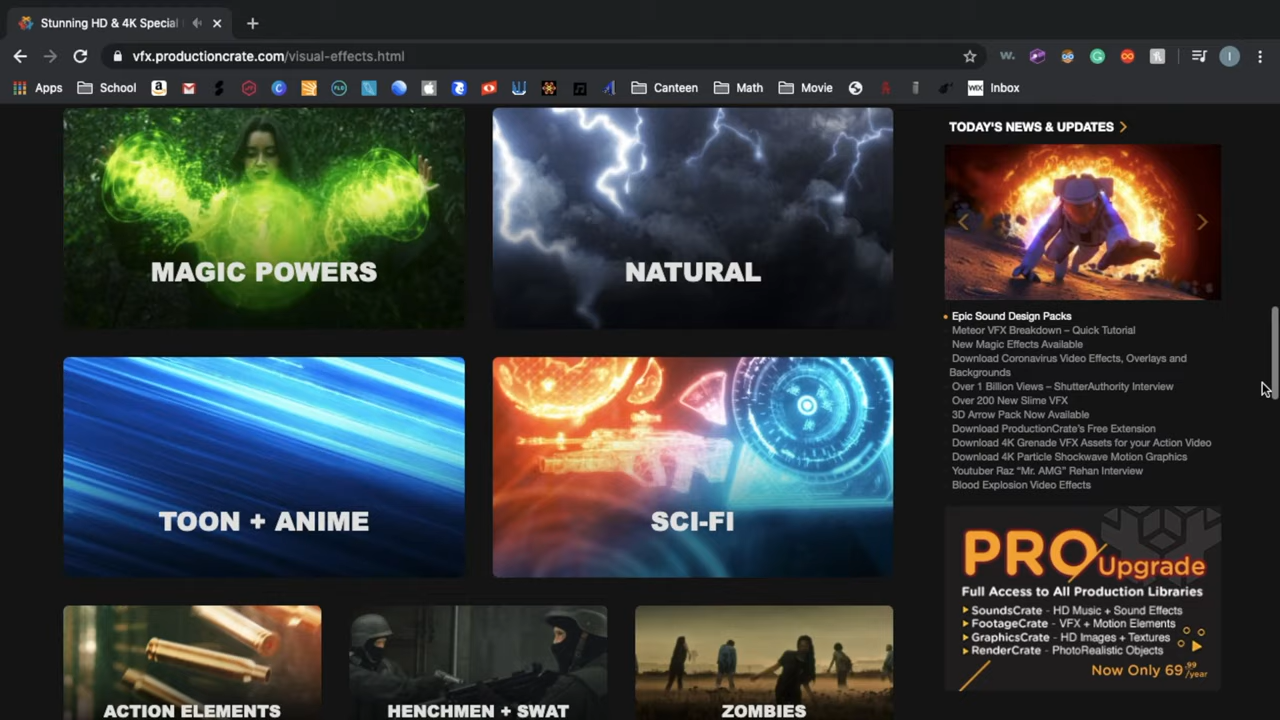 Stunning HD & 4K Special
vfx.productioncrate.com/visual-effects.html
Apps School Canteen Math Movie WIX Inbox
MAGIC POWERS
NATURAL
TOON + ANIME
SCI-FI
ACTION ELEMENTS
HENCHMEN + SWAT
ZOMBIES
TODAY'S NEWS & UPDATES
Epic Sound Design Packs
Meteor VFX Breakdown – Quick Tutorial
New Magic Effects Available
Download Coronavirus Video Effects, Overlays and
Backgrounds
Over 1 Billion Views – ShutterAuthority Interview
Over 200 New Slime VFX
3D Arrow Pack Now Available
Download ProductionCrate's Free Extension
Download 4K Grenade VFX Assets for your Action Video
Download 4K Particle Shockwave Motion Graphics
Youtuber Raz "Mr. AMG" Rehan Interview
Blood Explosion Video Effects
PRO Upgrade
Full Access to All Production Libraries
SoundsCrate - HD Music + Sound Effects
FootageCrate - VFX + Motion Elements
GraphicsCrate - HD Images + Textures
RenderCrate - PhotoRealistic Objects
Now Only 69.99/year